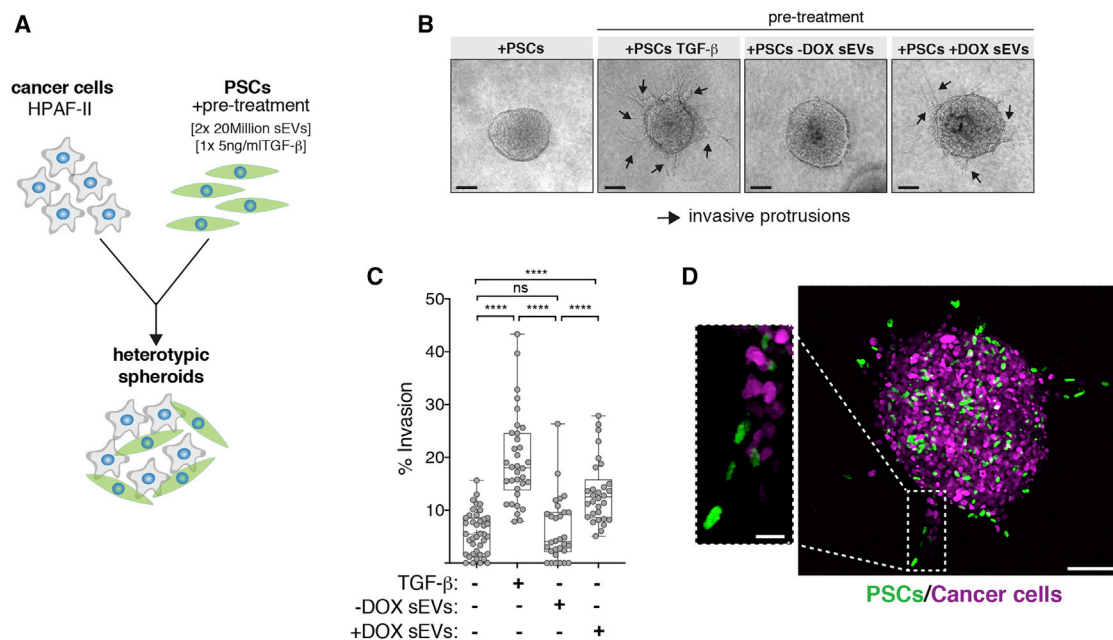 A
cancer cells
HPAF-II
PSCs
+pre-treatment
[2x 20Million sEVs]
[1x 5ng/mlTGF-β]
heterotypic
spheroids
B
pre-treatment
+PSCs
+PSCs TGF-β
+PSCs -DOX sEVs
+PSCs +DOX sEVs
invasive protrusions
C
****
ns
**** **** ****
% Invasion
50
40
30
20
10
TGF-β: - + - -
-DOX sEVs: - - + -
+DOX sEVs: - - - +
D
PSCs/Cancer cells